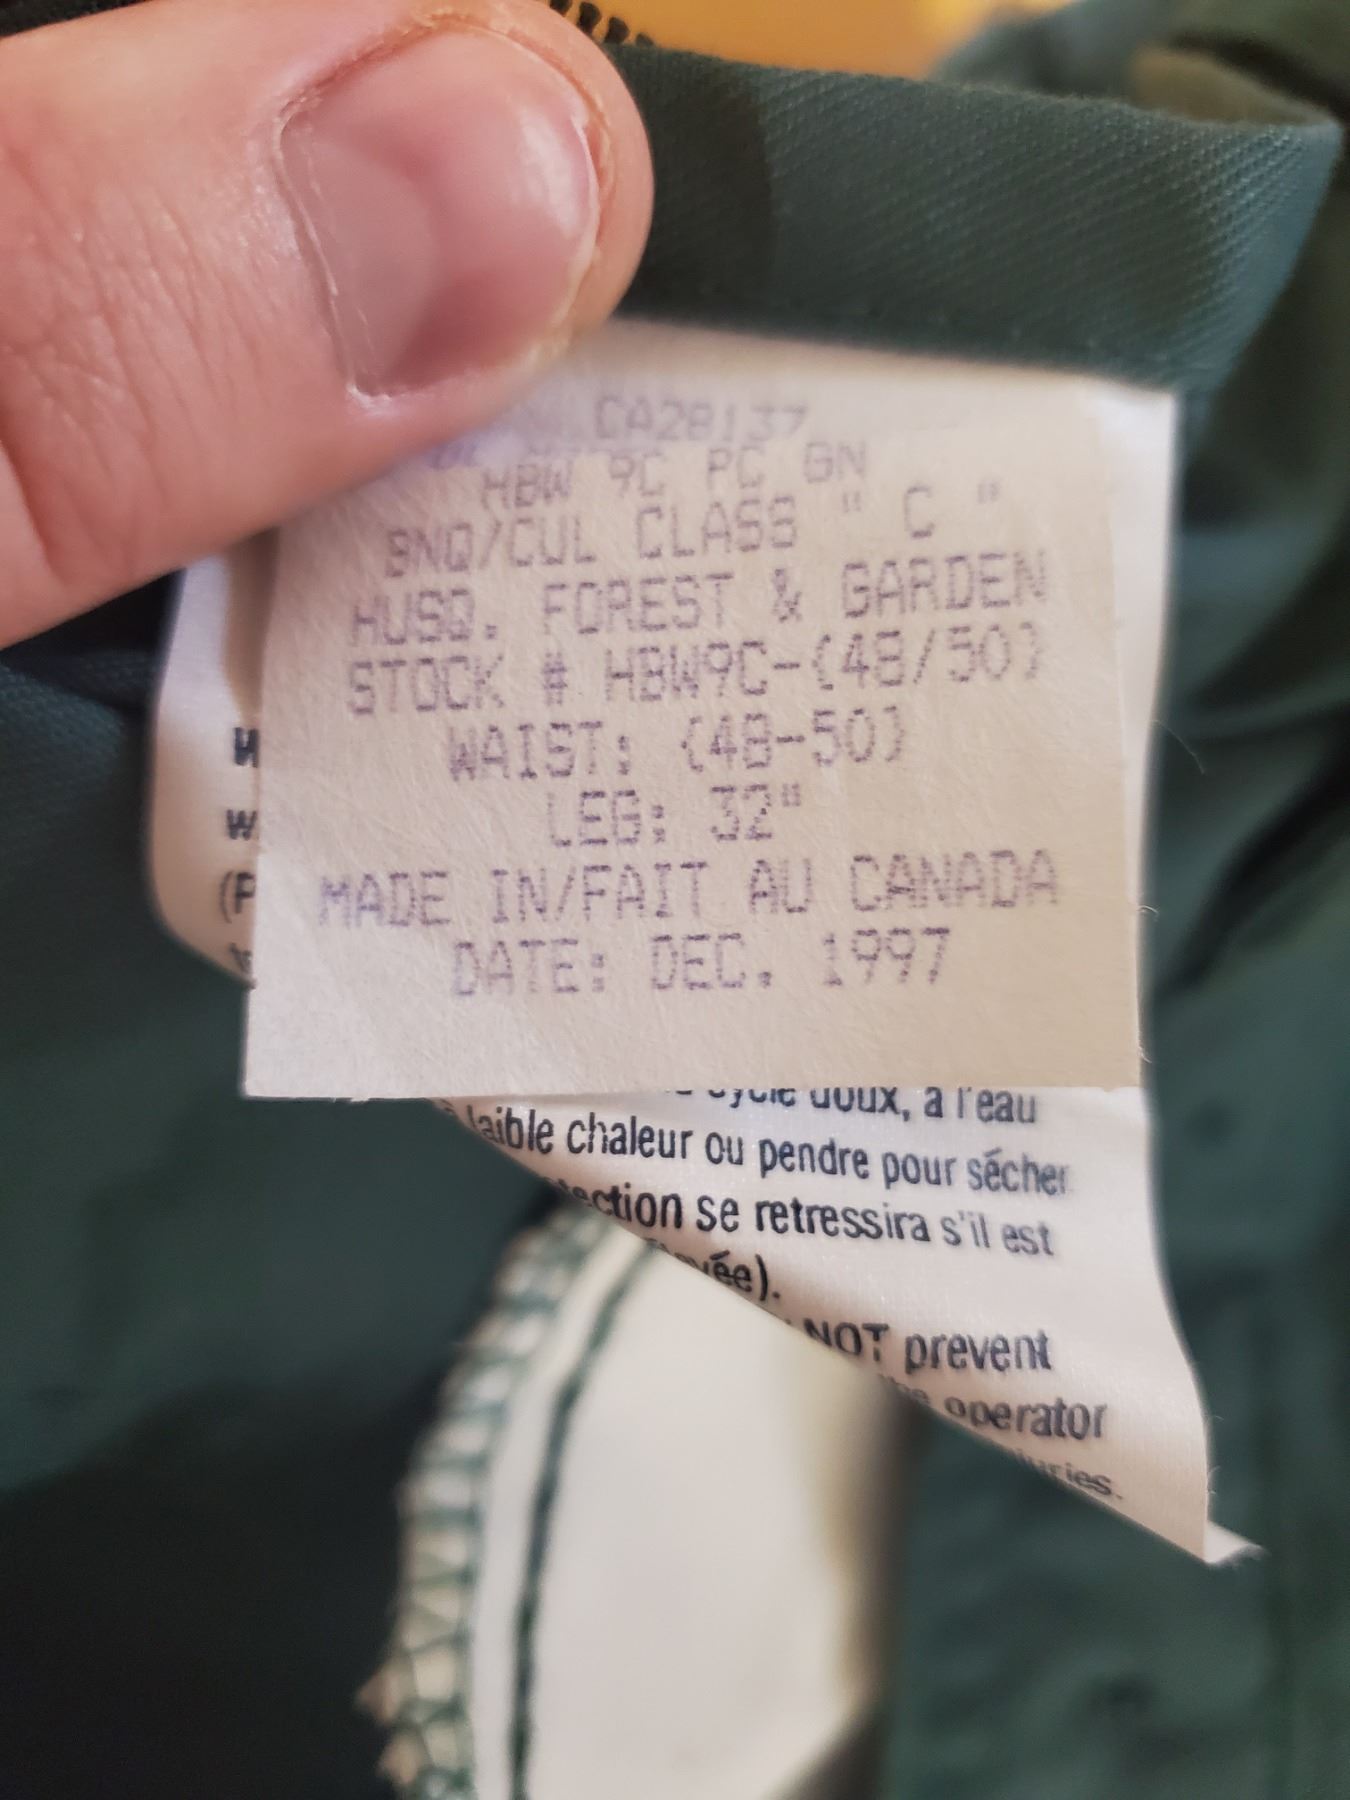 CA28137
HBW 9C PC GN
BNQ/CUL CLASS " C "
HUSQ. FOREST & GARDEN
STOCK # HBW9C-(48/50)
WAIST: (48-50)
LEG: 32"
MADE IN/FAIT AU CANADA
DATE: DEC. 1997
cycle doux, à l'eau
faible chaleur ou pendre pour sécher
se retressira s'il est
NOT prevent
operator